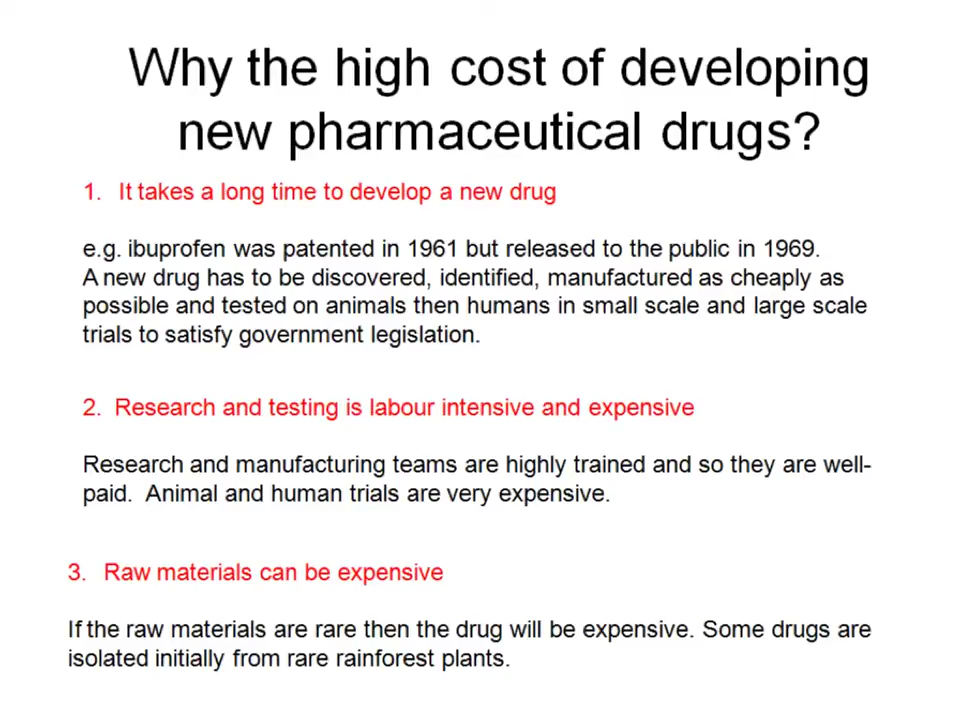 Why the high cost of developing
new pharmaceutical drugs?
1. It takes a long time to develop a new drug
e.g. ibuprofen was patented in 1961 but released to the public in 1969.
A new drug has to be discovered, identified, manufactured as cheaply as
possible and tested on animals then humans in small scale and large scale
trials to satisfy government legislation.
2. Research and testing is labour intensive and expensive
Research and manufacturing teams are highly trained and so they are well-
paid. Animal and human trials are very expensive.
3. Raw materials can be expensive
If the raw materials are rare then the drug will be expensive. Some drugs are
isolated initially from rare rainforest plants.